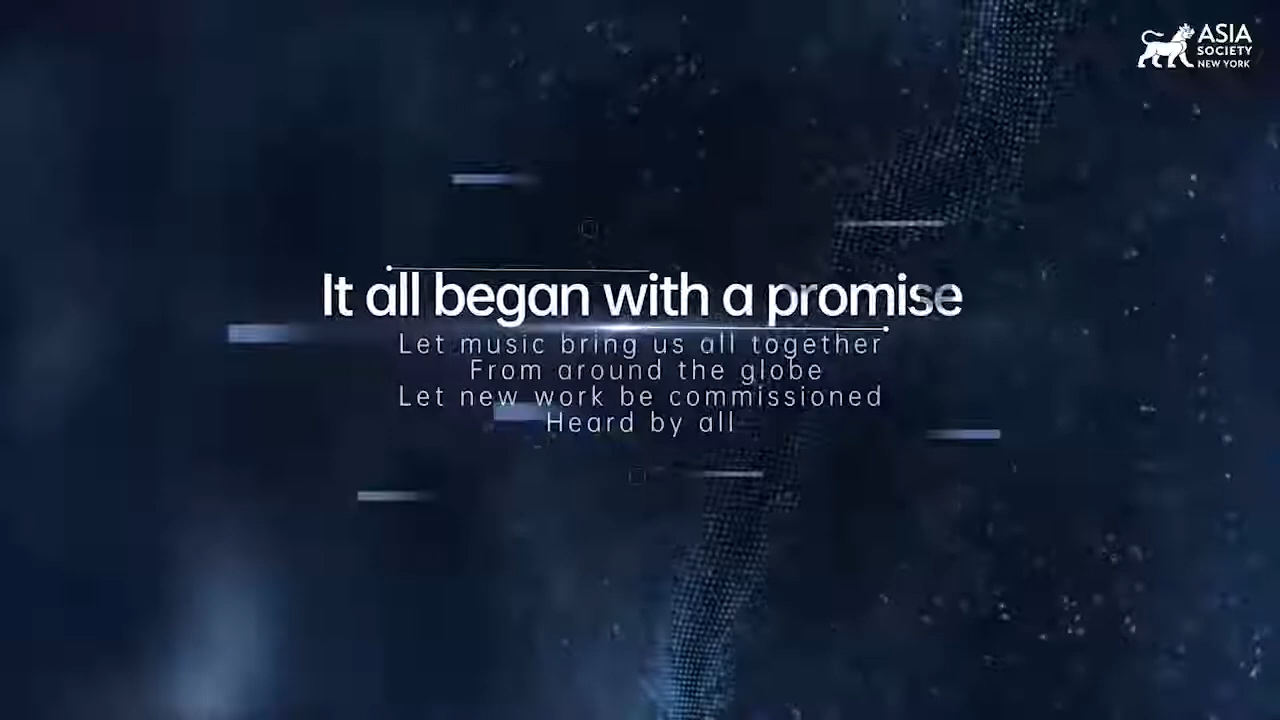 ASIA
SOCIETY
NEW YORK
It all began with a promise
Let music bring us all together
From around the globe
Let new work be commissioned
Heard by all